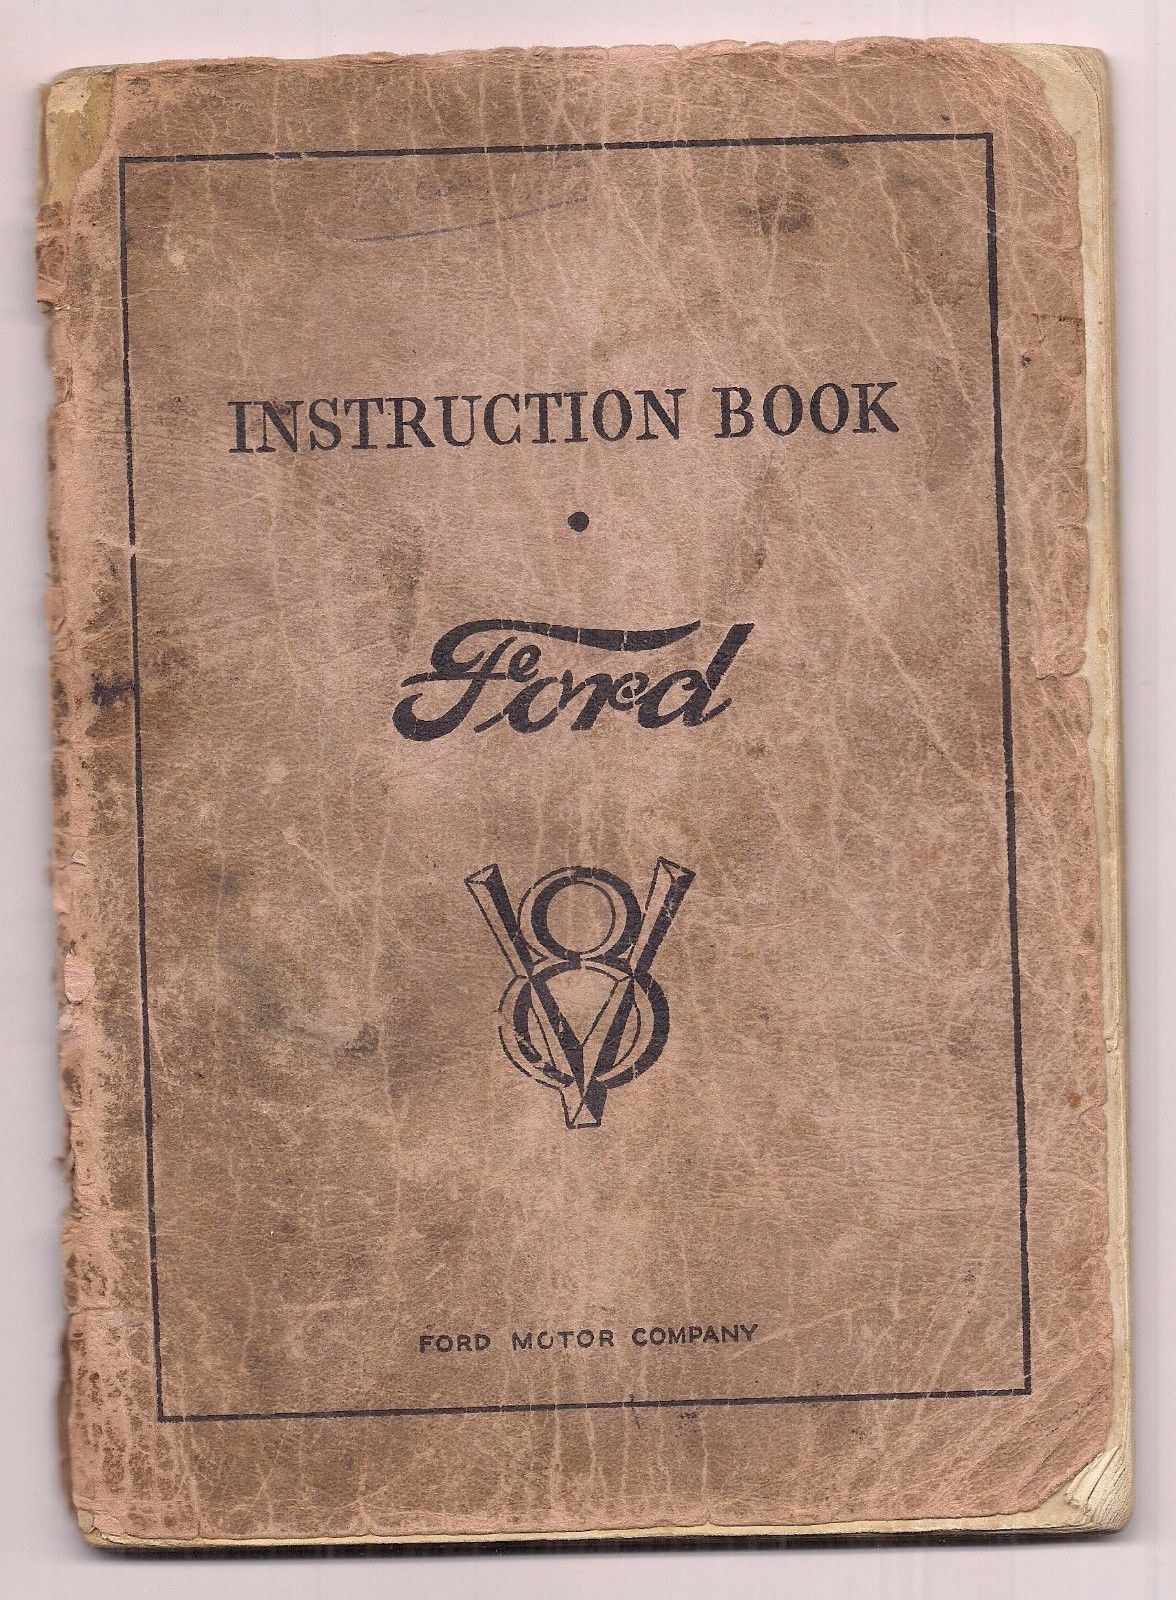 INSTRUCTION BOOK
•
Ford
V8
FORD MOTOR COMPANY